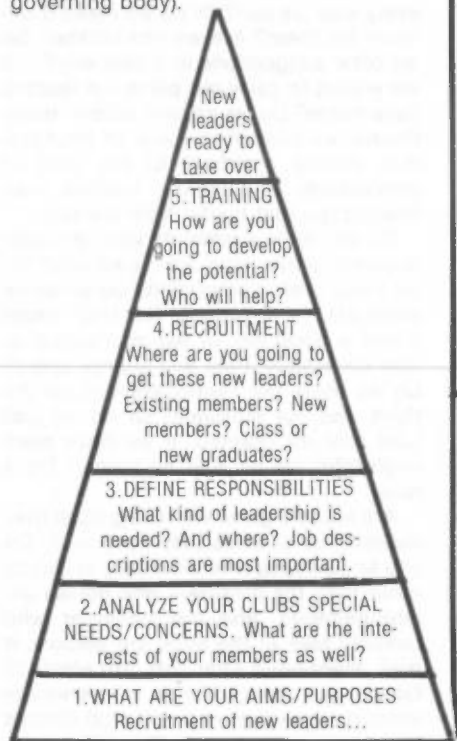 governing body).
New
leaders
ready to
take over
5.TRAINING
How are you
going to develop
the potential?
Who will help?
4.RECRUITMENT
Where are you going to
get these new leaders?
Existing members? New
members? Class or
new graduates?
3.DEFINE RESPONSIBILITIES
What kind of leadership is
needed? And where? Job des-
criptions are most important.
2.ANALYZE YOUR CLUBS SPECIAL
NEEDS/CONCERNS. What are the inte-
rests of your members as well?
1.WHAT ARE YOUR AIMS/PURPOSES
Recruitment of new leaders...